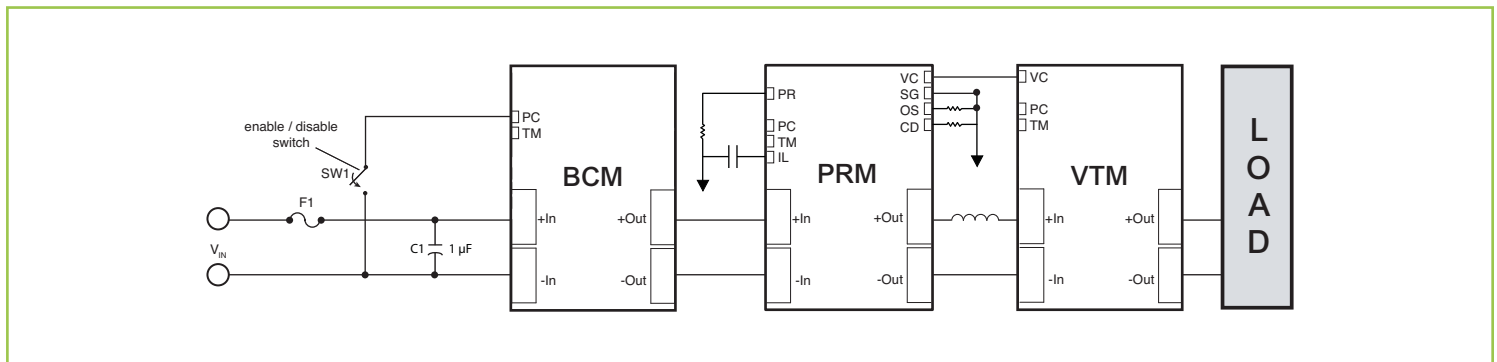 enable / disable
switch
SW1
F1
V_IN
C1 1 µF
PC
TM
BCM
+In
-In
+Out
-Out
PR
PC
TM
IL
PRM
VC
SG
OS
CD
+In
-In
+Out
-Out
VC
PC
TM
VTM
+In
-In
+Out
-Out
LOAD